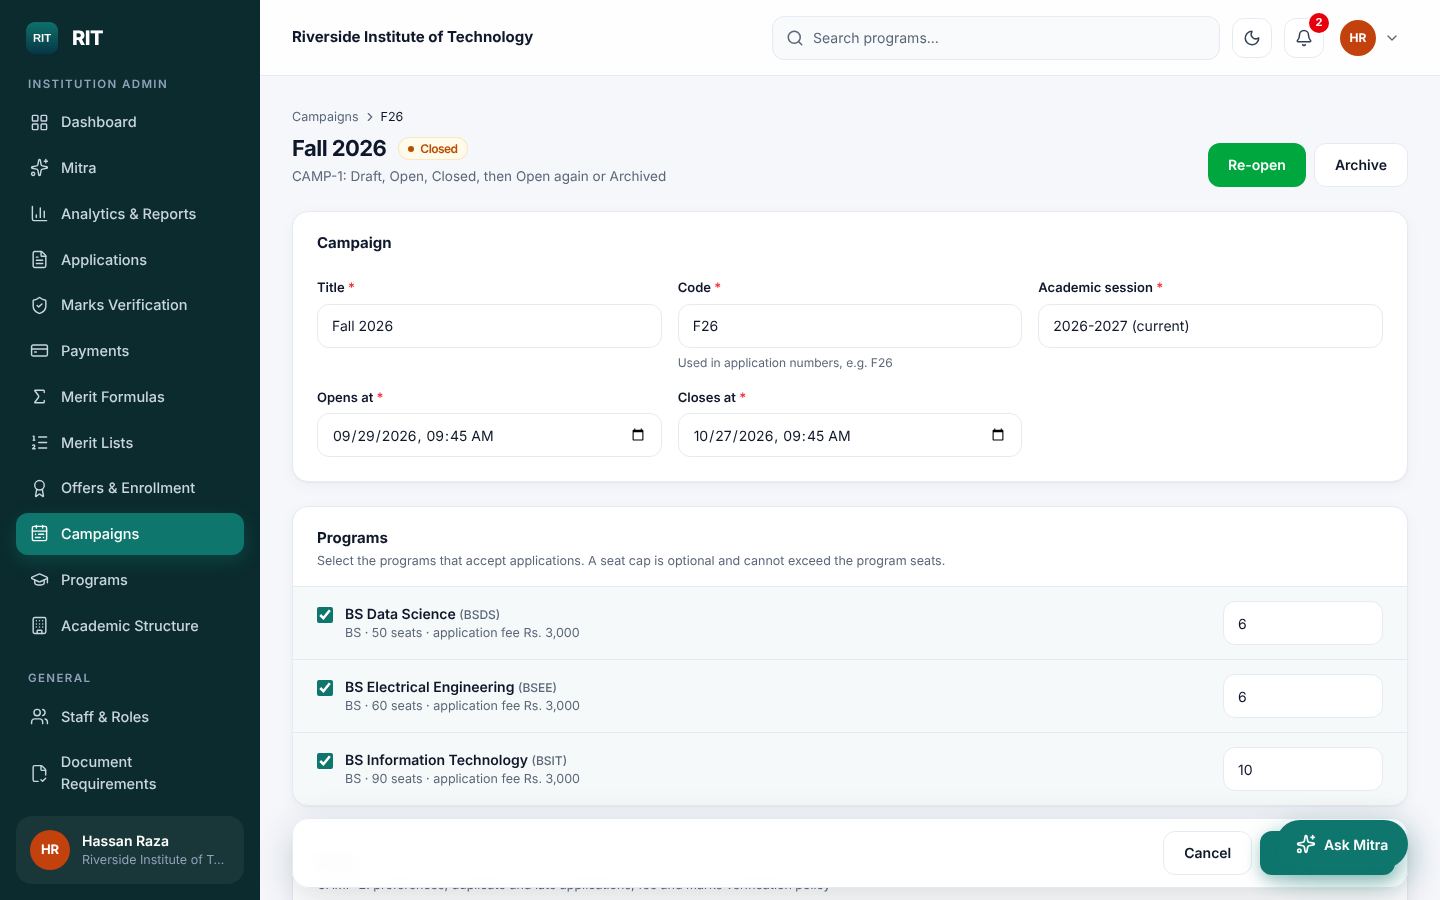 RIT
RIT
INSTITUTION ADMIN
Dashboard
Mitra
Analytics & Reports
Applications
Marks Verification
Payments
Merit Formulas
Merit Lists
Offers & Enrollment
Campaigns
Programs
Academic Structure
GENERAL
Staff & Roles
Document
Requirements
HR
Hassan Raza
Riverside Institute of T...
Riverside Institute of Technology
Search programs...
2
HR
Campaigns > F26
Fall 2026
Closed
CAMP-1: Draft, Open, Closed, then Open again or Archived
Re-open
Archive
Campaign
Title *
Code *
Academic session *
Fall 2026
F26
2026-2027 (current)
Used in application numbers, e.g. F26
Opens at *
Closes at *
09/29/2026, 09:45 AM
10/27/2026, 09:45 AM
Programs
Select the programs that accept applications. A seat cap is optional and cannot exceed the program seats.
BS Data Science (BSDS)
BS · 50 seats · application fee Rs. 3,000
6
BS Electrical Engineering (BSEE)
BS · 60 seats · application fee Rs. 3,000
6
BS Information Technology (BSIT)
BS · 90 seats · application fee Rs. 3,000
10
Cancel
Ask Mitra